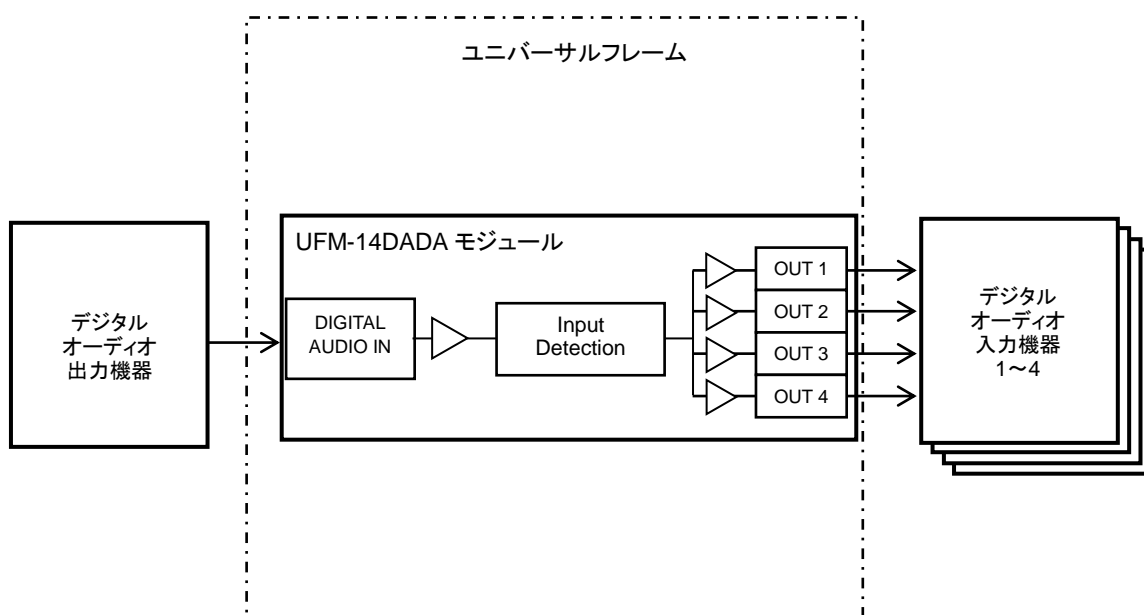 ユニバーサルフレーム
デジタル
オーディオ
出力機器
UFM-14DADA モジュール
DIGITAL
AUDIO IN
Input
Detection
OUT 1
OUT 2
OUT 3
OUT 4
デジタル
オーディオ
入力機器
1～4